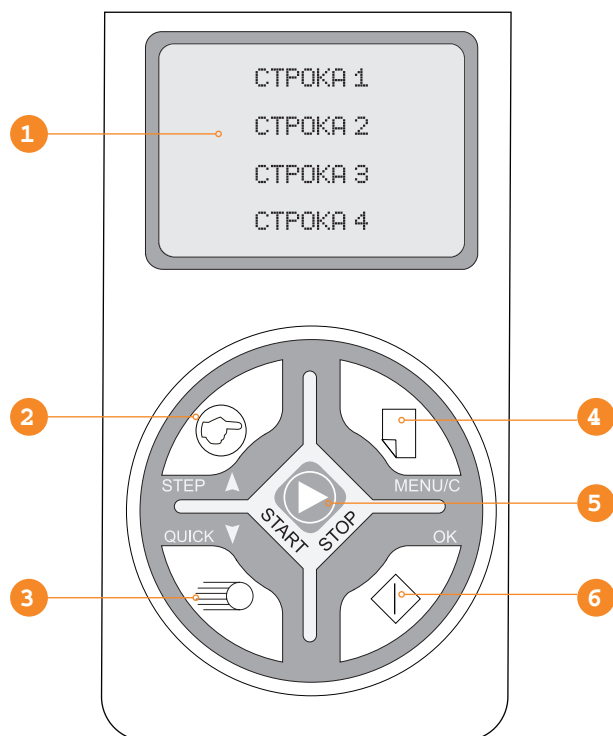 СТРОКА 1
1
СТРОКА 2
СТРОКА 3
СТРОКА 4
2
4
STEP
MENU/C
5
START
STOP
QUICK
OK
3
6